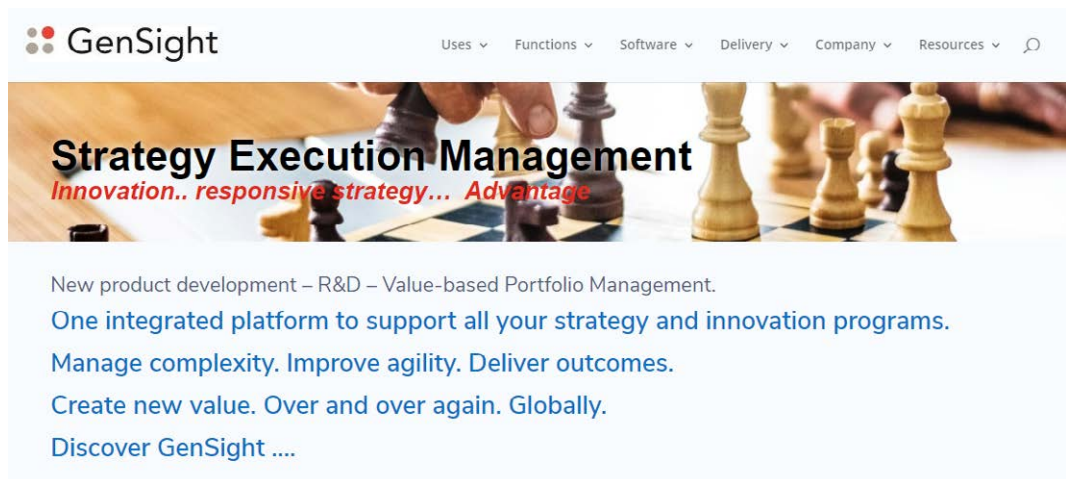 GenSight
Uses Functions Software Delivery Company Resources
Strategy Execution Management
Innovation.. responsive strategy... Advantage
New product development – R&D – Value-based Portfolio Management.
One integrated platform to support all your strategy and innovation programs.
Manage complexity. Improve agility. Deliver outcomes.
Create new value. Over and over again. Globally.
Discover GenSight ....